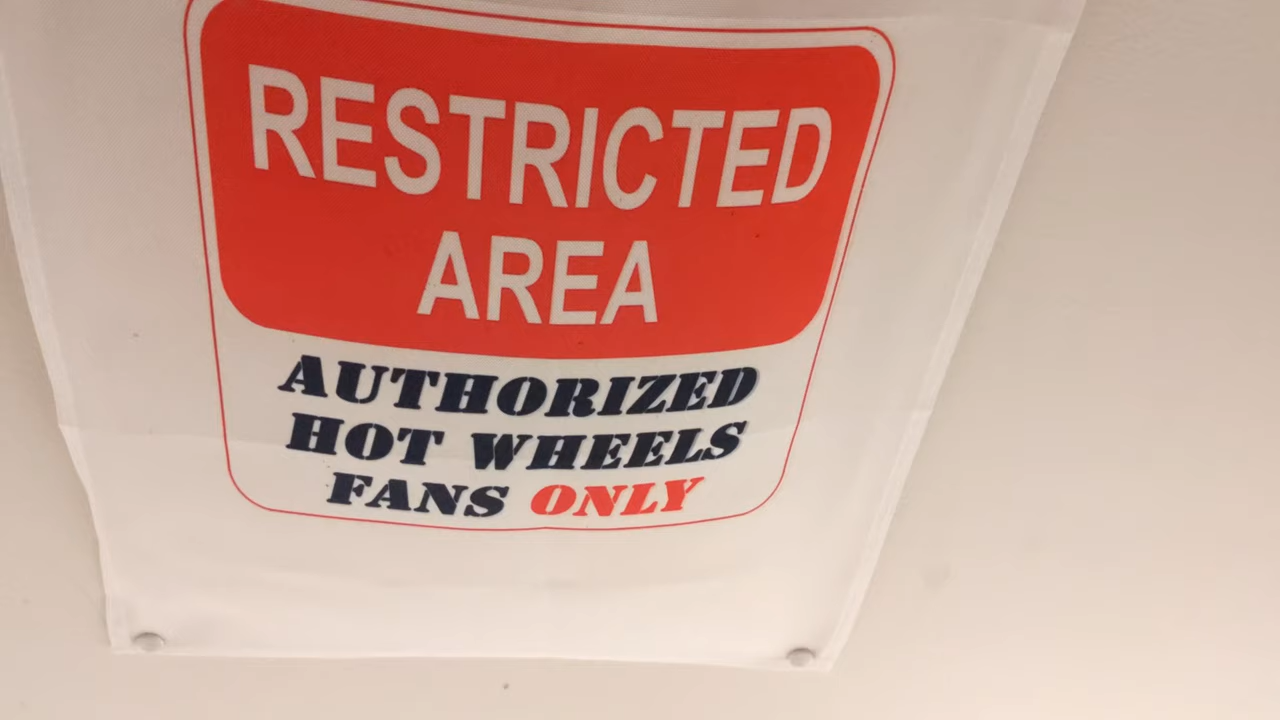 RESTRICTED
AREA
AUTHORIZED
HOT WHEELS
FANS ONLY